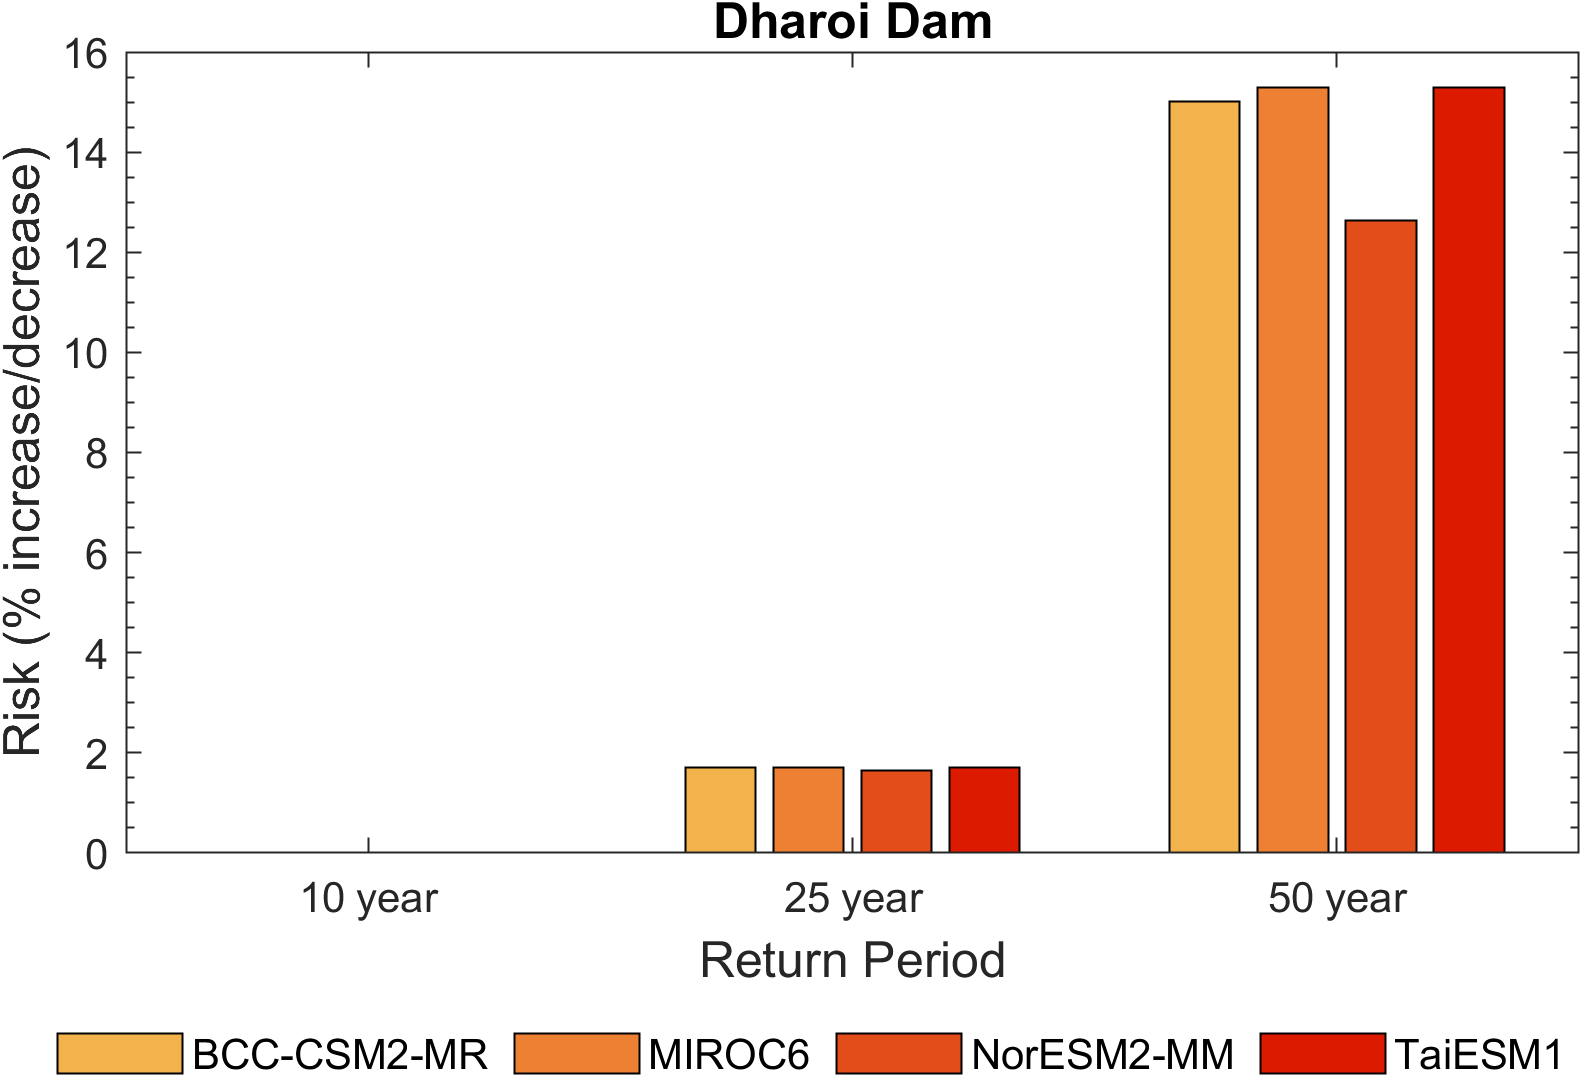 Dharoi Dam
Risk (% increase/decrease)
16
14
12
10
8
6
4
2
0
10 year
25 year
50 year
Return Period
BCC-CSM2-MR
MIROC6
NorESM2-MM
TaiESM1